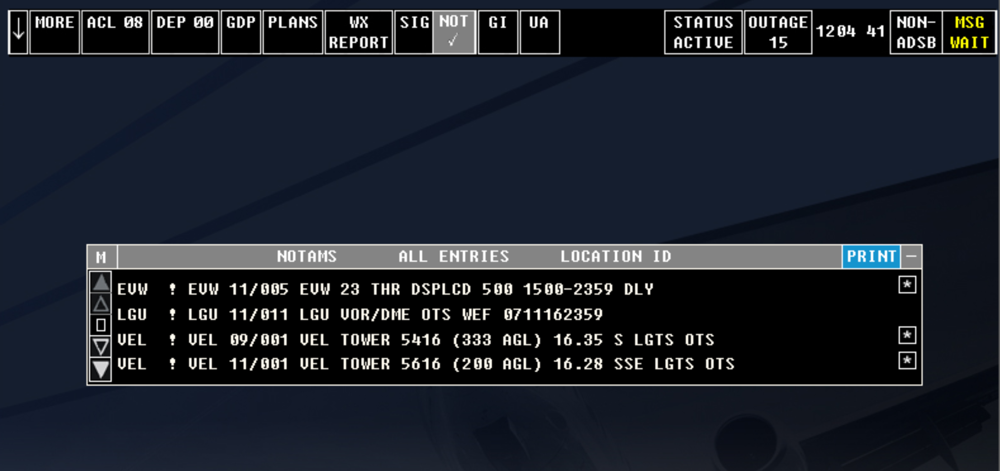 ↓ MORE ACL 08 DEP 00 GDP PLANS WX REPORT SIG NOT ✓ GI UA STATUS ACTIVE OUTAGE 15 1204 41 NON-ADSB MSG WAIT
M NOTAMS ALL ENTRIES LOCATION ID PRINT —
EVW ! EVW 11/005 EVW 23 THR DSPLCD 500 1500-2359 DLY *
LGU ! LGU 11/011 LGU VOR/DME OTS WEF 0711162359
VEL ! VEL 09/001 VEL TOWER 5416 (333 AGL) 16.35 S LGTS OTS *
VEL ! VEL 11/001 VEL TOWER 5616 (200 AGL) 16.28 SSE LGTS OTS *